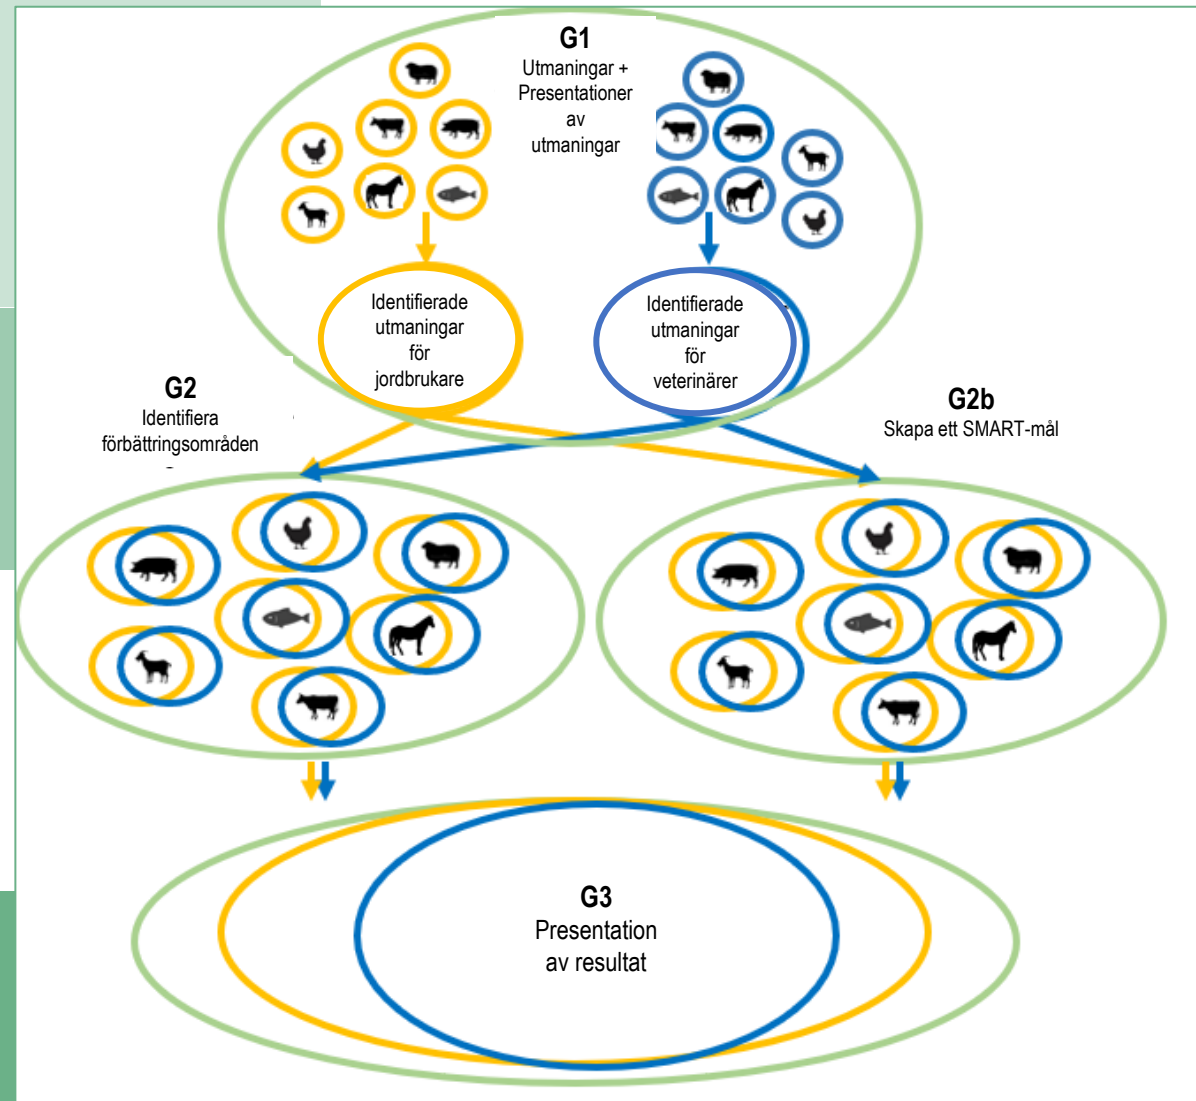 G1
Utmaningar +
Presentationer
av
utmaningar
Identifierade
utmaningar
för
jordbrukare
Identifierade
utmaningar
för
veterinärer
G2
Identifiera
förbättringsområden
G2b
Skapa ett SMART-mål
G3
Presentation
av resultat